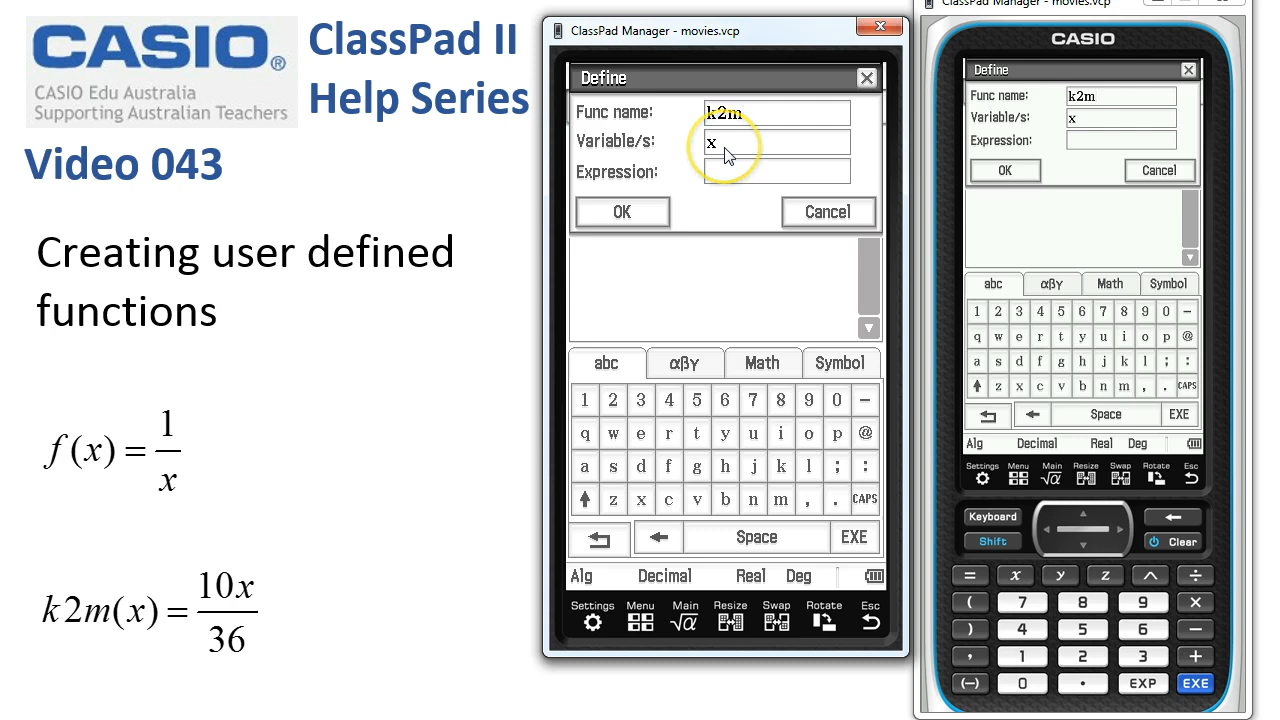 CASIO®
CASIO Edu Australia
Supporting Australian Teachers
ClassPad II
Help Series
Video 043
Creating user defined
functions
f(x) = 1/x
k2m(x) = 10x/36
ClassPad Manager - movies.vcp
Define
Func name: k2m
Variable/s: x
Expression:
OK Cancel
abc αβγ Math Symbol
1 2 3 4 5 6 7 8 9 0 −
q w e r t y u i o p @
a s d f g h j k l ; :
z x c v b n m , . CAPS
Space EXE
Alg Decimal Real Deg
Settings Menu Main Resize Swap Rotate Esc
√α
ClassPad Manager - movies.vcp
CASIO
Define
Func name: k2m
Variable/s: x
Expression:
OK Cancel
abc αβγ Math Symbol
1 2 3 4 5 6 7 8 9 0 −
q w e r t y u i o p @
a s d f g h j k l ; :
z x c v b n m , . CAPS
Space EXE
Alg Decimal Real Deg
Settings Menu Main Resize Swap Rotate Esc
√α
Keyboard
Shift Clear
= x y z ^ ÷
( 7 8 9 ×
) 4 5 6 −
, 1 2 3 +
(−) 0 • EXP EXE